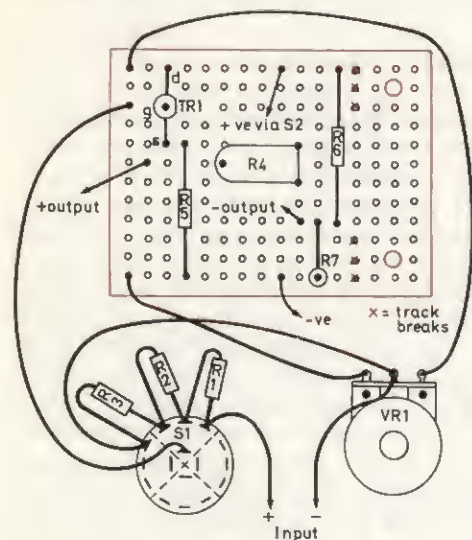 d
g
TR1
+ve via S2
R6
s
R4
+output
R5
-output
R7
-ve
x = track
breaks
R3
R2
R1
S1
x
VR1
+
-
Input